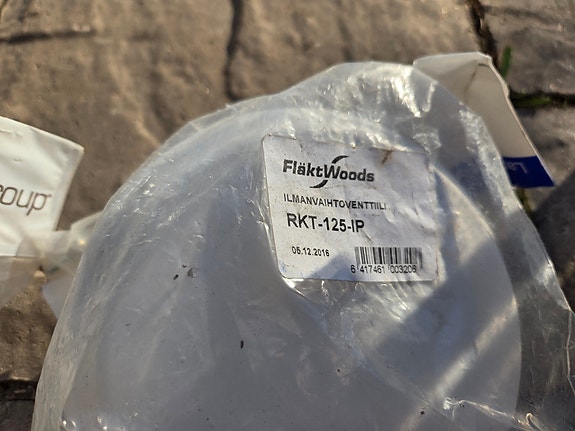 FläktWoods
ILMANVAIHTOVENTTIILI
RKT-125-IP
05.12.2016
6 417461 003206
roup